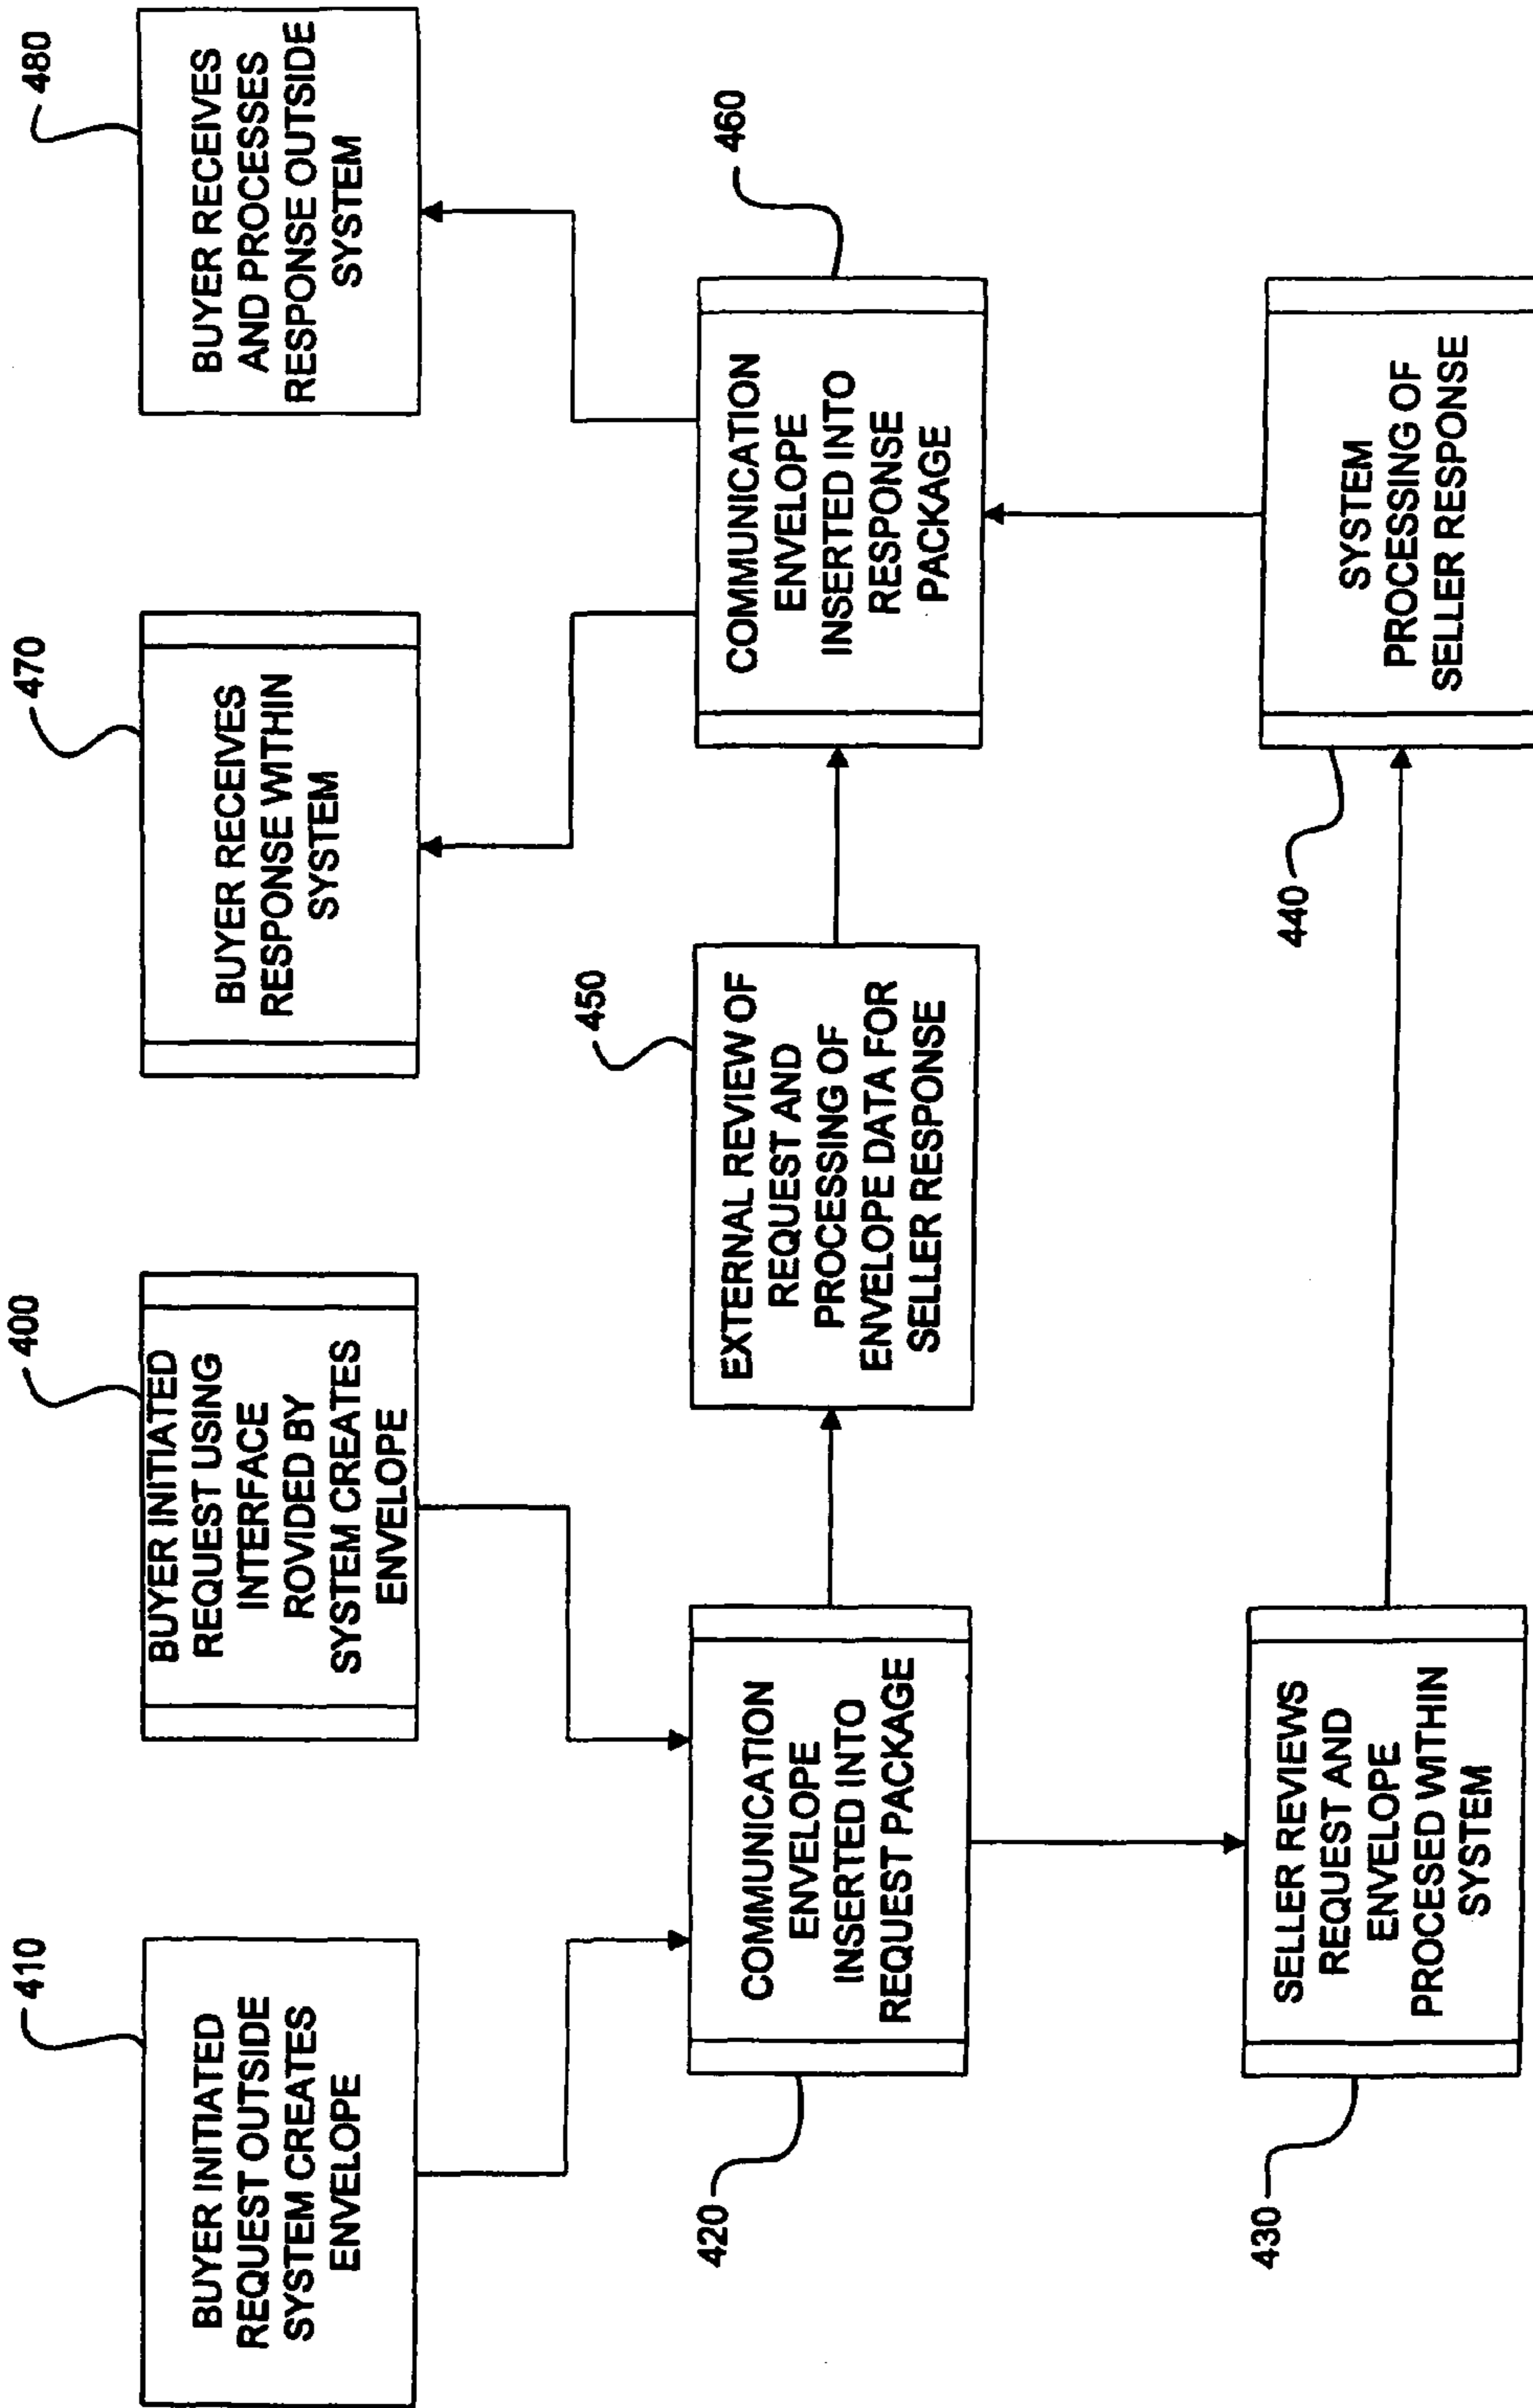 410
BUYER INITIATED
REQUEST OUTSIDE
SYSTEM CREATES
ENVELOPE
400
BUYER INITIATED
REQUEST USING
INTERFACE
ROVIDED BY
SYSTEM CREATES
ENVELOPE
470
BUYER RECEIVES
RESPONSE WITHIN
SYSTEM
480
BUYER RECEIVES
AND PROCESSES
RESPONSE OUTSIDE
SYSTEM
420
COMMUNICATION
ENVELOPE
INSERTED INTO
REQUEST PACKAGE
450
EXTERNAL REVIEW OF
REQUEST AND
PROCESSING OF
ENVELOPE DATA FOR
SELLER RESPONSE
460
COMMUNICATION
ENVELOPE
INSERTED INTO
RESPONSE
PACKAGE
430
SELLER REVIEWS
REQUEST AND
ENVELOPE
PROCESED WITHIN
SYSTEM
440
SYSTEM
PROCESSING OF
SELLER RESPONSE